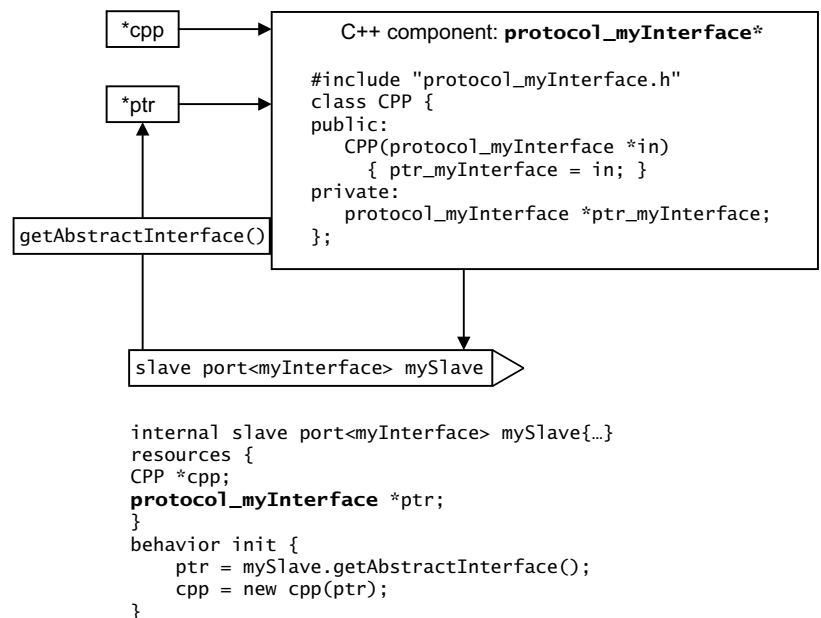 *cpp
C++ component: protocol_myInterface*
*ptr
#include "protocol_myInterface.h"
class CPP {
public:
CPP(protocol_myInterface *in)
{ ptr_myInterface = in; }
private:
protocol_myInterface *ptr_myInterface;
};
getAbstractInterface()
slave port<myInterface> mySlave
internal slave port<myInterface> mySlave{…}
resources {
CPP *cpp;
protocol_myInterface *ptr;
}
behavior init {
ptr = mySlave.getAbstractInterface();
cpp = new cpp(ptr);
}